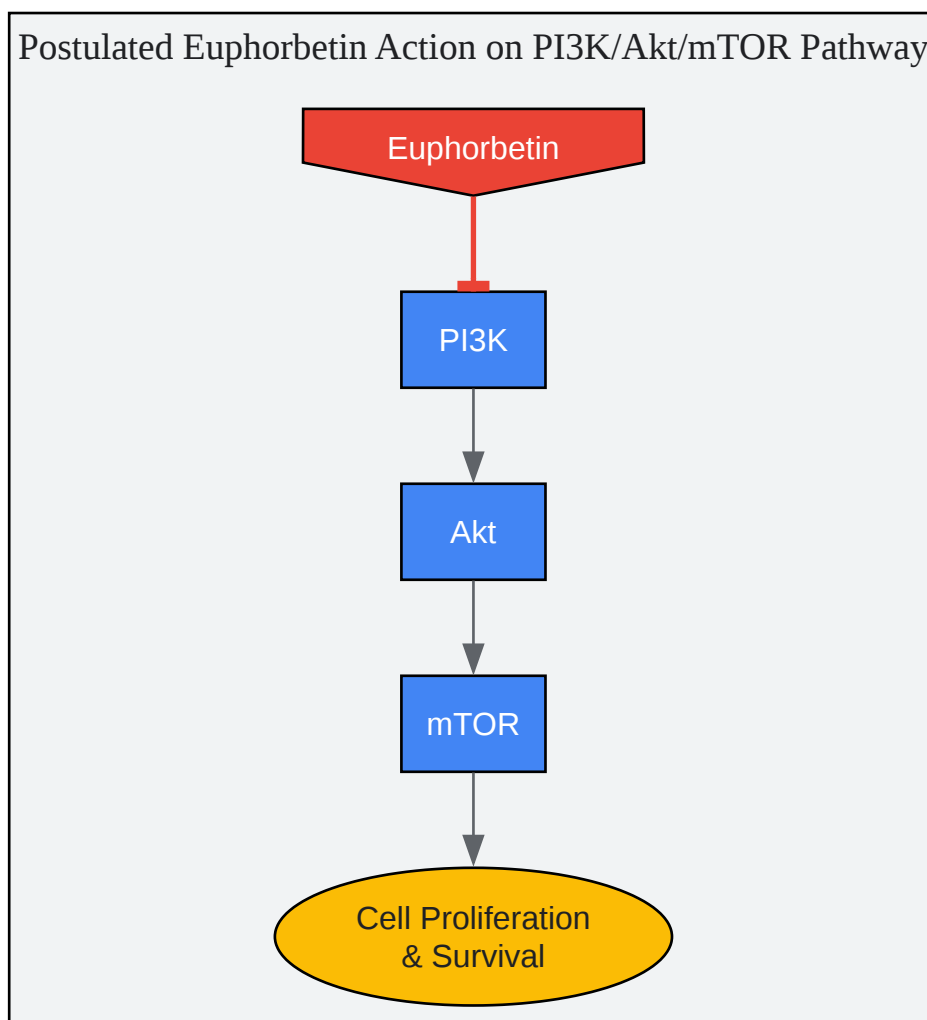 Postulated Euphorbetin Action on PI3K/Akt/mTOR Pathway
Euphorbetin
PI3K
Akt
mTOR
Cell Proliferation
& Survival